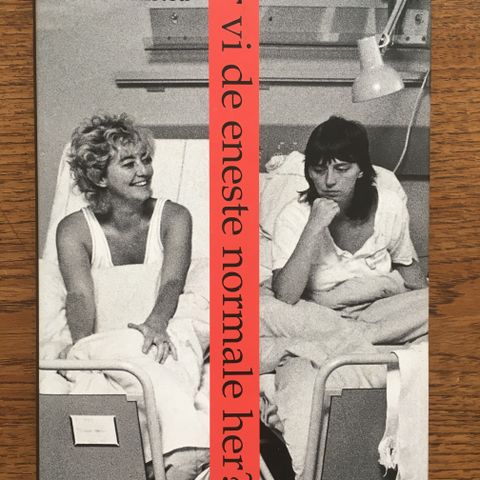 vi de eneste normale her?